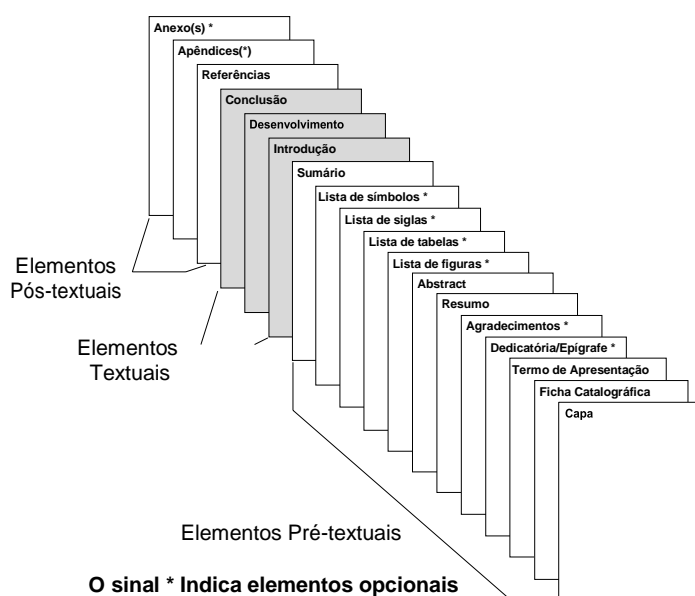 Anexo(s) *
Apêndices(*)
Referências
Conclusão
Desenvolvimento
Introdução
Sumário
Lista de símbolos *
Lista de siglas *
Lista de tabelas *
Lista de figuras *
Abstract
Resumo
Agradecimentos *
Dedicatória/Epígrafe *
Termo de Apresentação
Ficha Catalográfica
Capa
Elementos
Pós-textuais
Elementos
Textuais
Elementos Pré-textuais
O sinal * Indica elementos opcionais